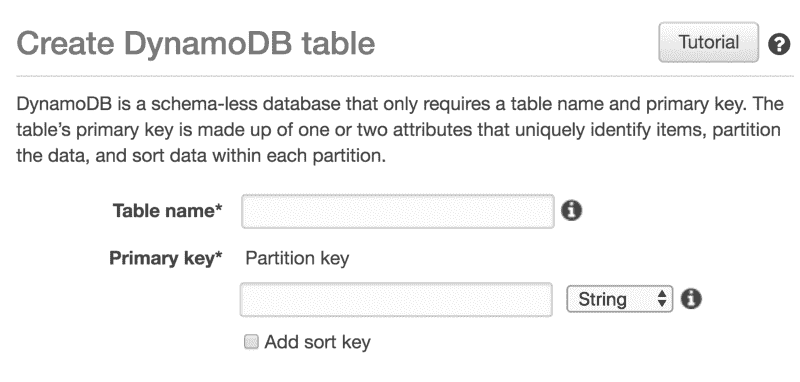 Create DynamoDB table
Tutorial
DynamoDB is a schema-less database that only requires a table name and primary key. The
table's primary key is made up of one or two attributes that uniquely identify items, partition
the data, and sort data within each partition.
Table name*
Primary key* Partition key
String
Add sort key